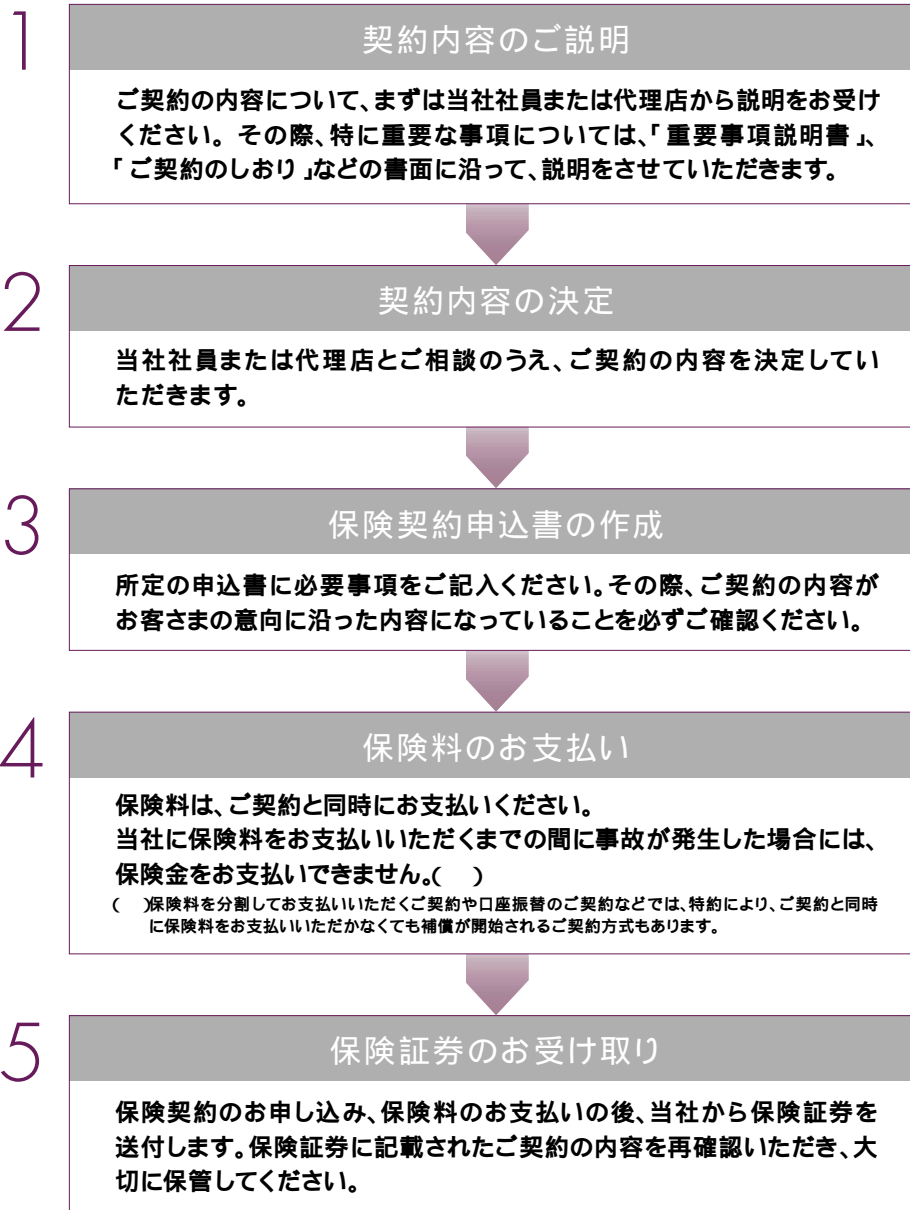 1
契約内容のご説明
ご契約の内容について、まずは当社社員または代理店から説明をお受け
ください。その際、特に重要な事項については、「重要事項説明書」、
「ご契約のしおり」などの書面に沿って、説明をさせていただきます。
2
契約内容の決定
当社社員または代理店とご相談のうえ、ご契約の内容を決定してい
ただきます。
3
保険契約申込書の作成
所定の申込書に必要事項をご記入ください。その際、ご契約の内容が
お客さまの意向に沿った内容になっていることを必ずご確認ください。
4
保険料のお支払い
保険料は、ご契約と同時にお支払いください。
当社に保険料をお支払いいただくまでの間に事故が発生した場合には、
保険金をお支払いできません。(　)
(　)保険料を分割してお支払いいただくご契約や口座振替のご契約などでは、特約により、ご契約と同時
に保険料をお支払いいただかなくても補償が開始されるご契約方式もあります。
5
保険証券のお受け取り
保険契約のお申し込み、保険料のお支払いの後、当社から保険証券を
送付します。保険証券に記載されたご契約の内容を再確認いただき、大
切に保管してください。